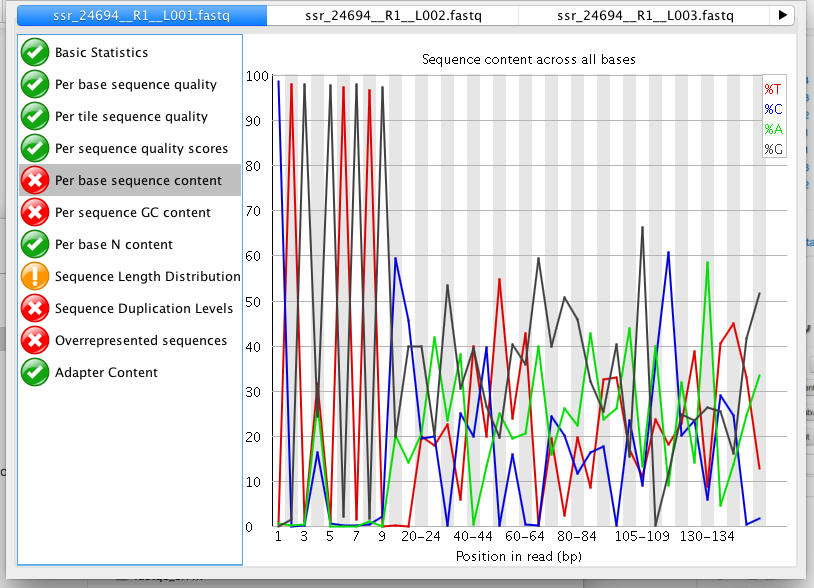 ssr_24694__R1__L001.fastq
ssr_24694__R1__L002.fastq
ssr_24694__R1__L003.fastq
Basic Statistics
Per base sequence quality
Per tile sequence quality
Per sequence quality scores
Per base sequence content
Per sequence GC content
Per base N content
Sequence Length Distribution
Sequence Duplication Levels
Overrepresented sequences
Adapter Content
Sequence content across all bases
%T
%C
%A
%G
100
90
80
70
60
50
40
30
20
10
0
1 3 5 7 9 20-24 40-44 60-64 80-84 105-109 130-134
Position in read (bp)